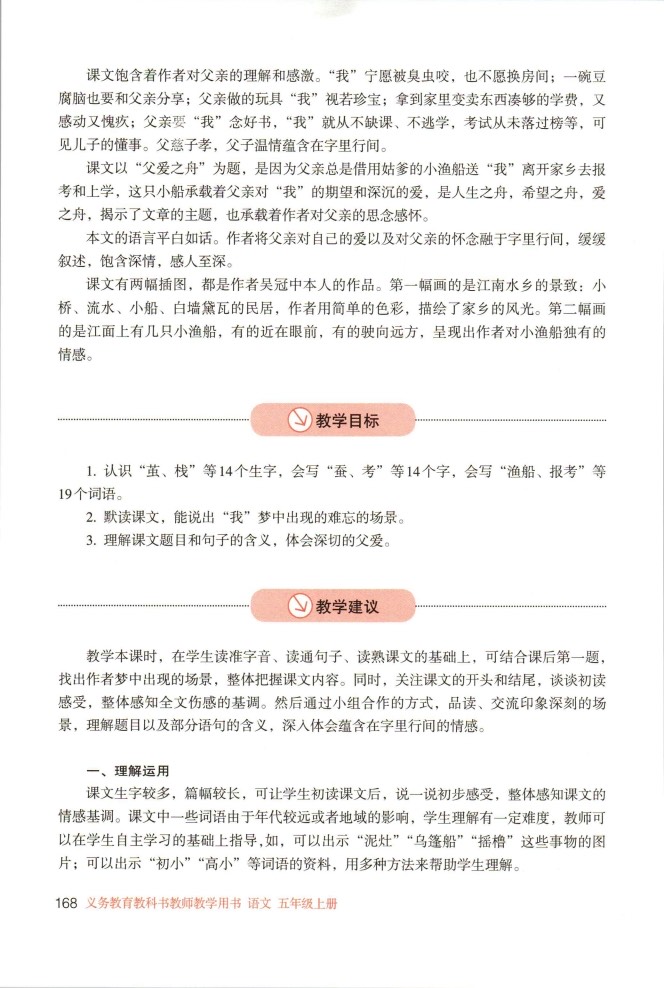 课文饱含着作者对父亲的理解和感激。“我”宁愿被臭虫咬，也不愿换房间；一碗豆
腐脑也要和父亲分享；父亲做的玩具“我”视若珍宝；拿到家里变卖东西凑够的学费，又
感动又愧疚；父亲要“我”念好书，“我”就从不缺课、不逃学，考试从未落过榜等，可
见儿子的懂事。父慈子孝，父子温情蕴含在字里行间。
课文以“父爱之舟”为题，是因为父亲总是借用姑爹的小渔船送“我”离开家乡去报
考和上学，这只小船承载着父亲对“我”的期望和深沉的爱，是人生之舟，希望之舟，爱
之舟，揭示了文章的主题，也承载着作者对父亲的思念感怀。
本文的语言平白如话。作者将父亲对自己的爱以及对父亲的怀念融于字里行间，缓缓
叙述，饱含深情，感人至深。
课文有两幅插图，都是作者吴冠中本人的作品。第一幅画的是江南水乡的景致：小
桥、流水、小船、白墙黛瓦的民居，作者用简单的色彩，描绘了家乡的风光。第二幅画
的是江面上有几只小渔船，有的近在眼前，有的驶向远方，呈现出作者对小渔船独有的
情感。
教学目标
1. 认识“茧、栈”等14个生字，会写“蚕、考”等14个字，会写“渔船、报考”等
19个词语。
2. 默读课文，能说出“我”梦中出现的难忘的场景。
3. 理解课文题目和句子的含义，体会深切的父爱。
教学建议
教学本课时，在学生读准字音、读通句子、读熟课文的基础上，可结合课后第一题，
找出作者梦中出现的场景，整体把握课文内容。同时，关注课文的开头和结尾，谈谈初读
感受，整体感知全文伤感的基调。然后通过小组合作的方式，品读、交流印象深刻的场
景，理解题目以及部分语句的含义，深入体会蕴含在字里行间的情感。
一、理解运用
课文生字较多，篇幅较长，可让学生初读课文后，说一说初步感受，整体感知课文的
情感基调。课文中一些词语由于年代较远或者地域的影响，学生理解有一定难度，教师可
以在学生自主学习的基础上指导，如，可以出示“泥灶”“乌篷船”“摇橹”这些事物的图
片；可以出示“初小”“高小”等词语的资料，用多种方法来帮助学生理解。
168 义务教育教科书教师教学用书 语文 五年级上册